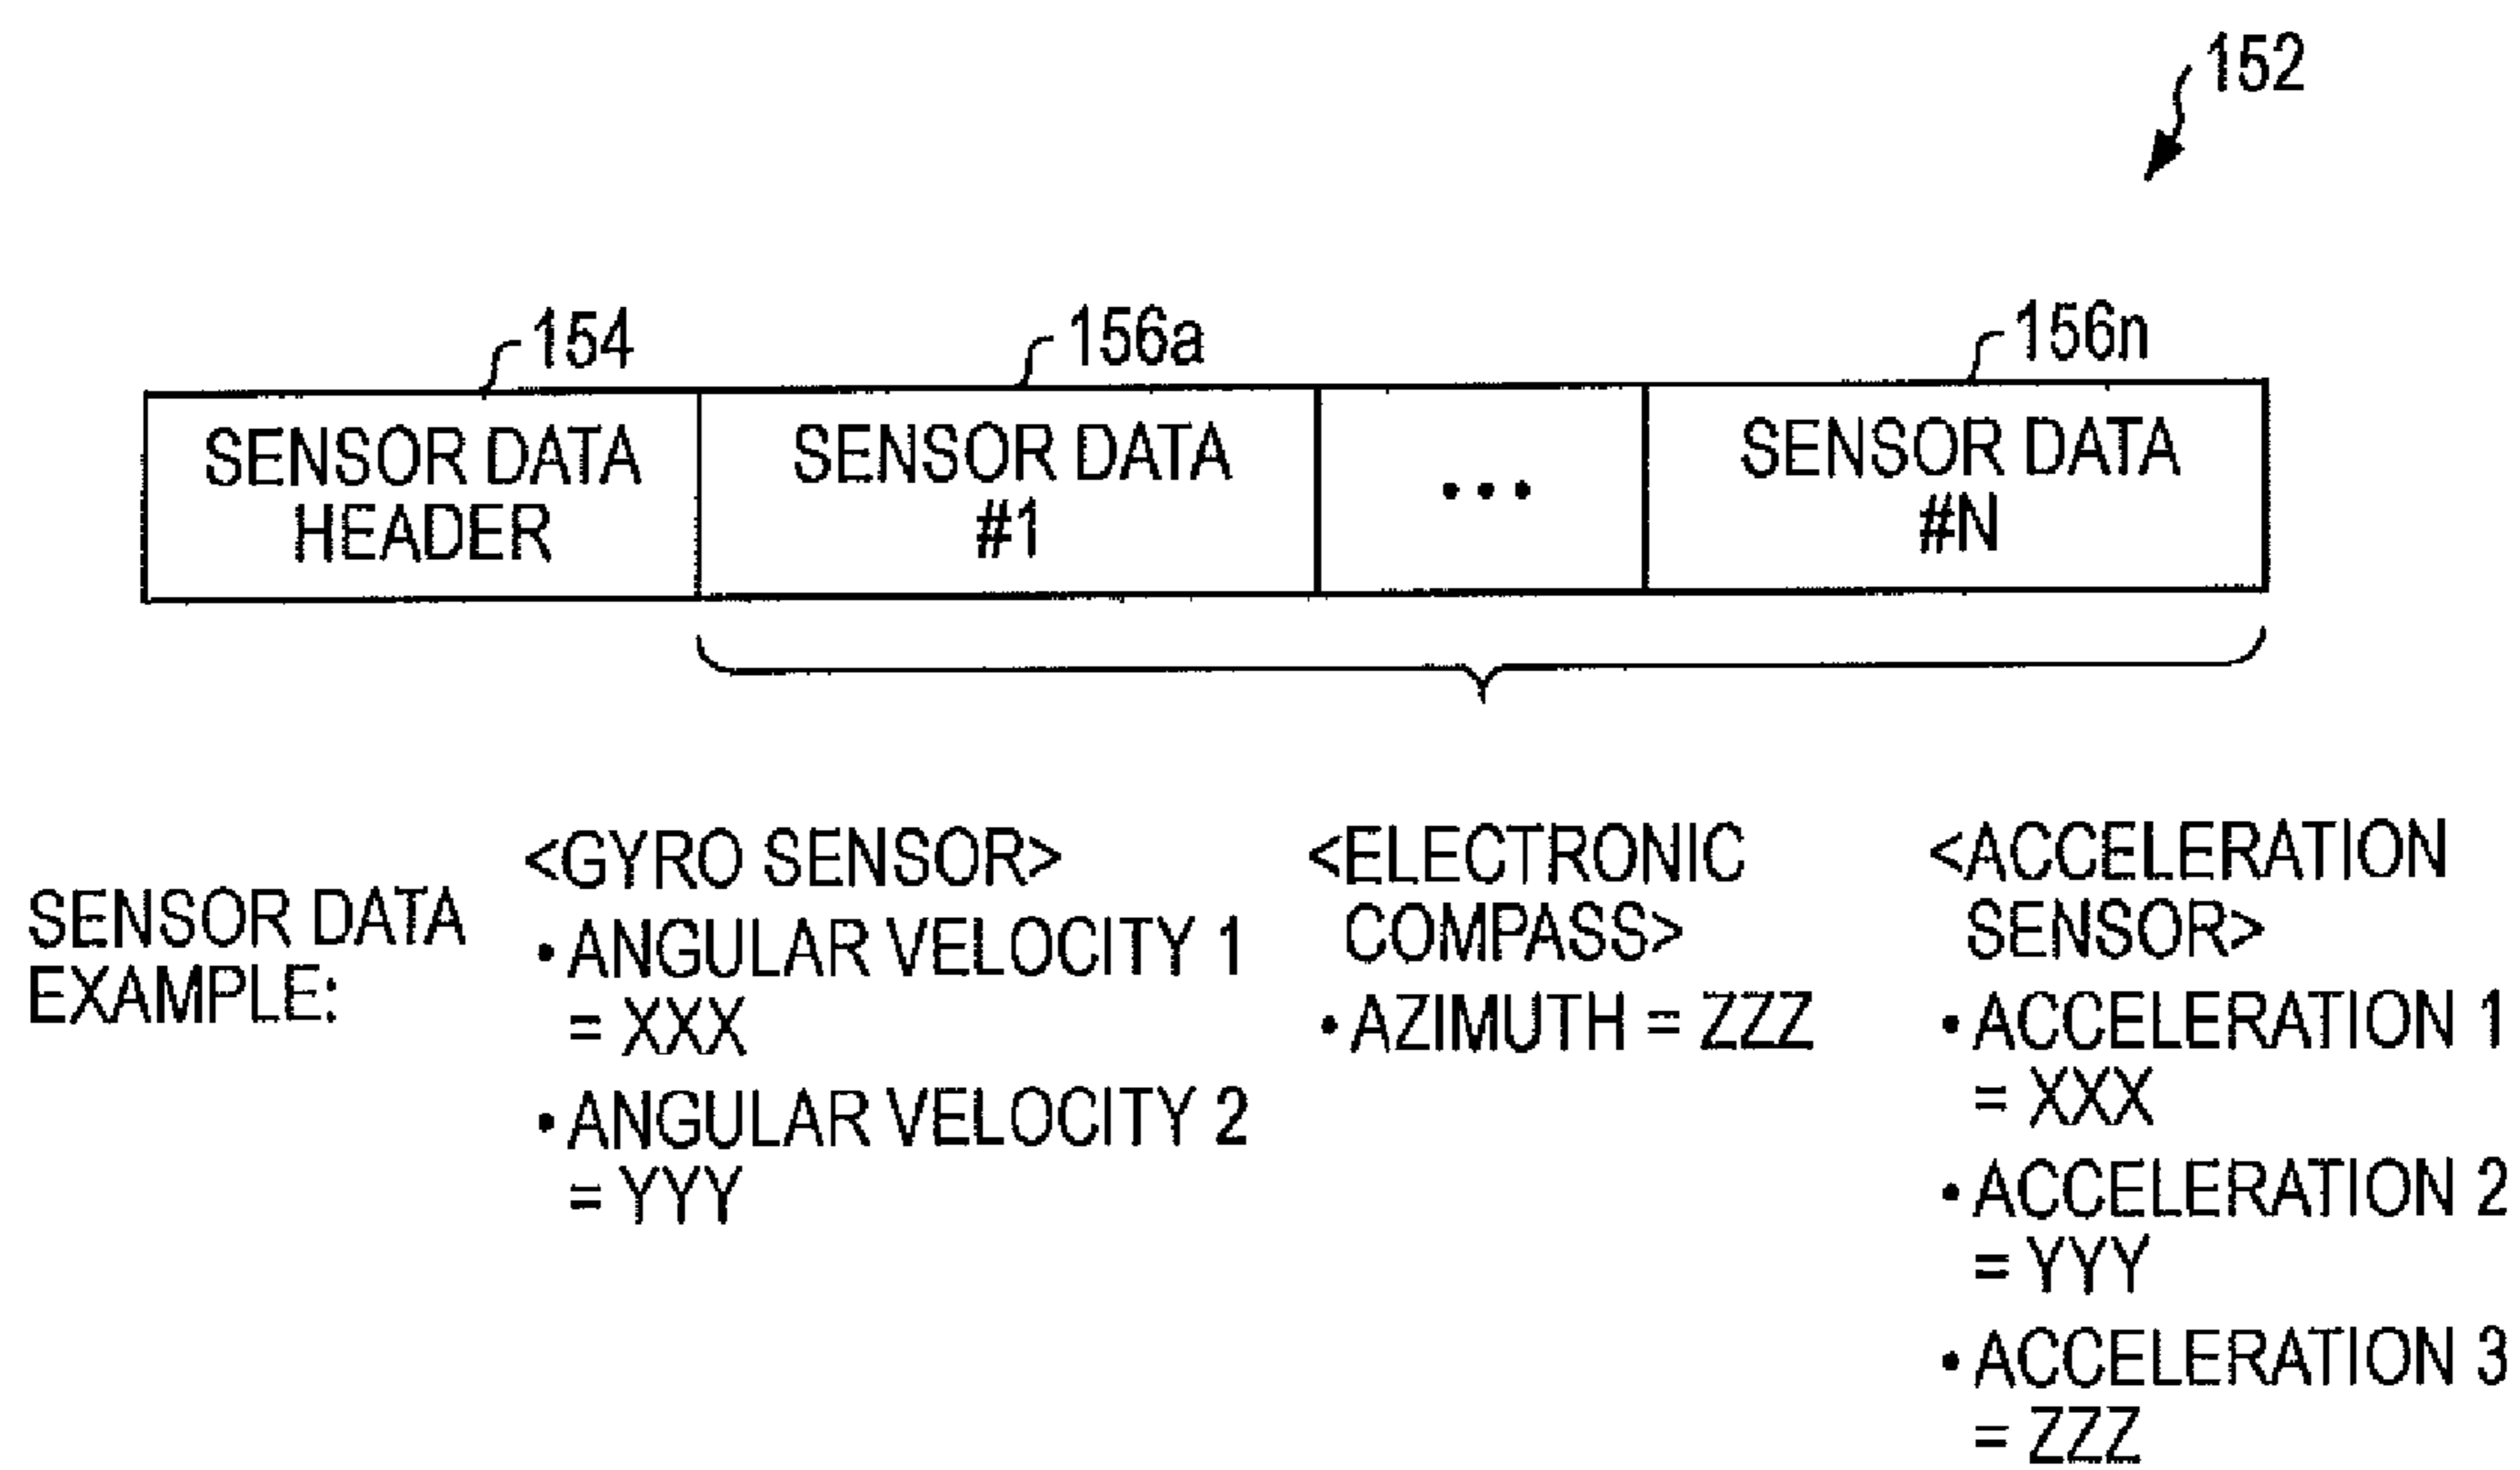 152
154
156a
156n
SENSOR DATA
HEADER
SENSOR DATA
#1
• • •
SENSOR DATA
#N
SENSOR DATA
EXAMPLE:
<GYRO SENSOR>
• ANGULAR VELOCITY 1
= XXX
• ANGULAR VELOCITY 2
= YYY
<ELECTRONIC
COMPASS>
• AZIMUTH = ZZZ
<ACCELERATION
SENSOR>
• ACCELERATION 1
= XXX
• ACCELERATION 2
= YYY
• ACCELERATION 3
= ZZZ